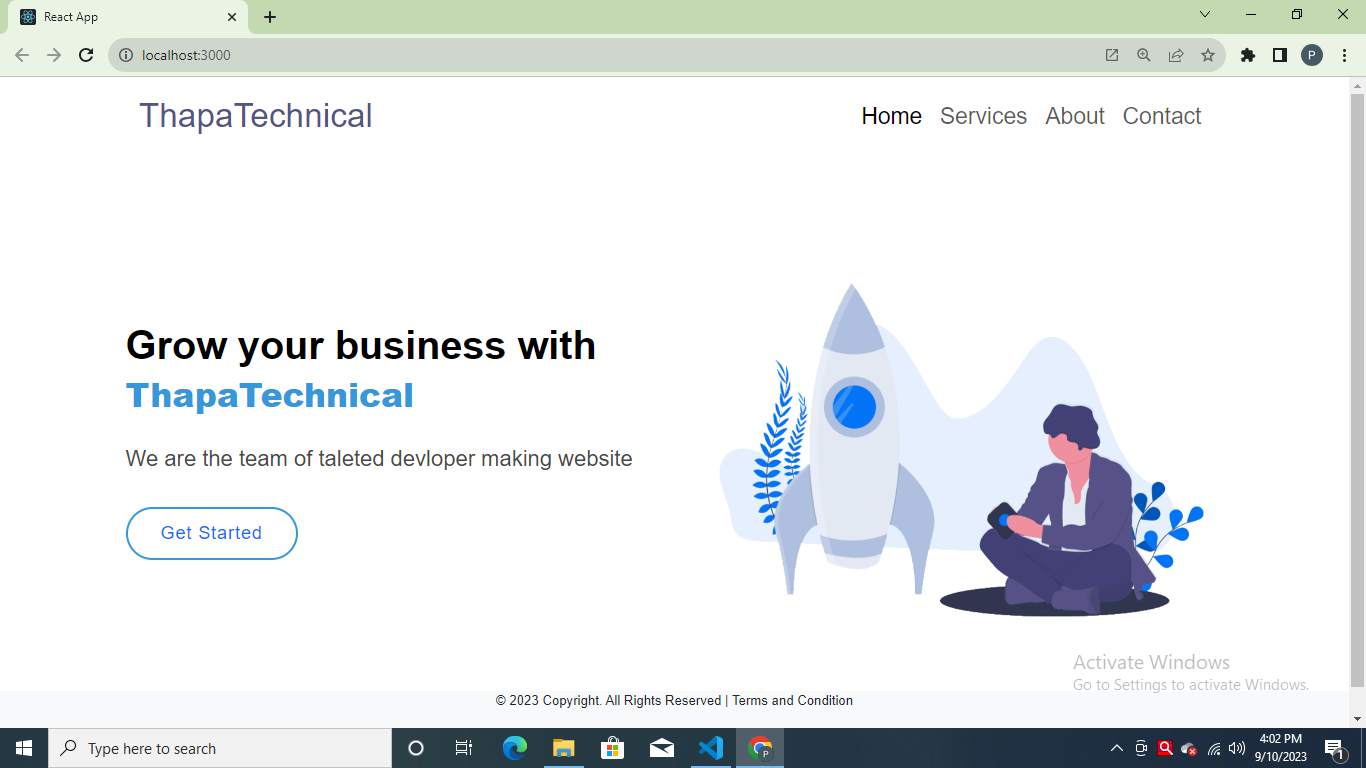 React App
localhost:3000
P
ThapaTechnical
Home Services About Contact
Grow your business with
ThapaTechnical
We are the team of taleted devloper making website
Get Started
Activate Windows
Go to Settings to activate Windows.
© 2023 Copyright. All Rights Reserved | Terms and Condition
Type here to search
P
4:02 PM
9/10/2023
1